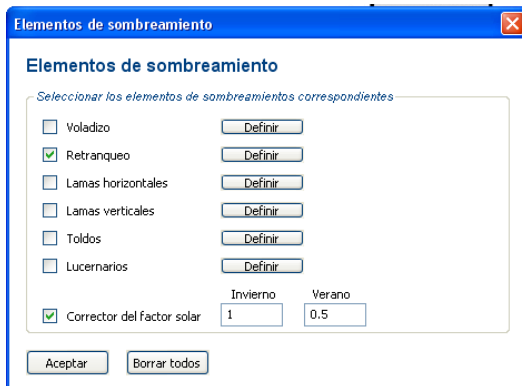 Elementos de sombreamiento
Elementos de sombreamiento
Seleccionar los elementos de sombreamientos correspondientes
Voladizo Definir
Retranqueo Definir
Lamas horizontales Definir
Lamas verticales Definir
Toldos Definir
Lucernarios Definir
Invierno Verano
Corrector del factor solar 1 0.5
Aceptar Borrar todos